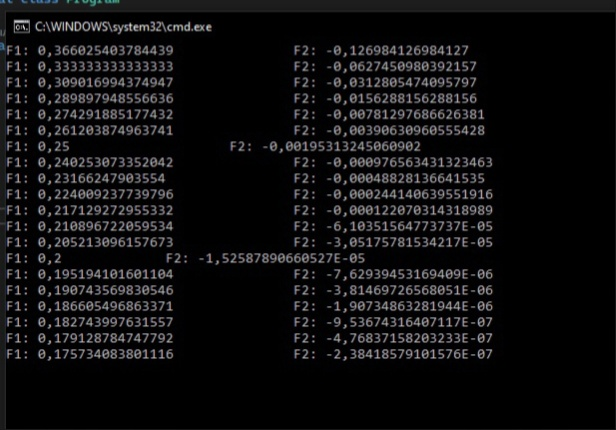 al class Program
C:\WINDOWS\system32\cmd.exe
F1: 0,366025403784439 F2: -0,126984126984127
F1: 0,333333333333333 F2: -0,0627450980392157
F1: 0,309016994374947 F2: -0,0312805474095797
F1: 0,289897948556636 F2: -0,0156288156288156
F1: 0,274291885177432 F2: -0,00781297686626381
F1: 0,261203874963741 F2: -0,00390630960555428
F1: 0,25 F2: -0,00195313245060902
F1: 0,240253073352042 F2: -0,000976563431323463
F1: 0,23166247903554 F2: -0,00048828136641535
F1: 0,224009237739796 F2: -0,000244140639551916
F1: 0,217129272955332 F2: -0,000122070314318989
F1: 0,210896722059534 F2: -6,10351564773737E-05
F1: 0,205213096157673 F2: -3,05175781534217E-05
F1: 0,2 F2: -1,52587890660527E-05
F1: 0,195194101601104 F2: -7,62939453169409E-06
F1: 0,190743569830546 F2: -3,81469726568051E-06
F1: 0,186605496863371 F2: -1,90734863281944E-06
F1: 0,182743997631557 F2: -9,53674316407117E-07
F1: 0,179128784747792 F2: -4,76837158203233E-07
F1: 0,175734083801116 F2: -2,38418579101576E-07